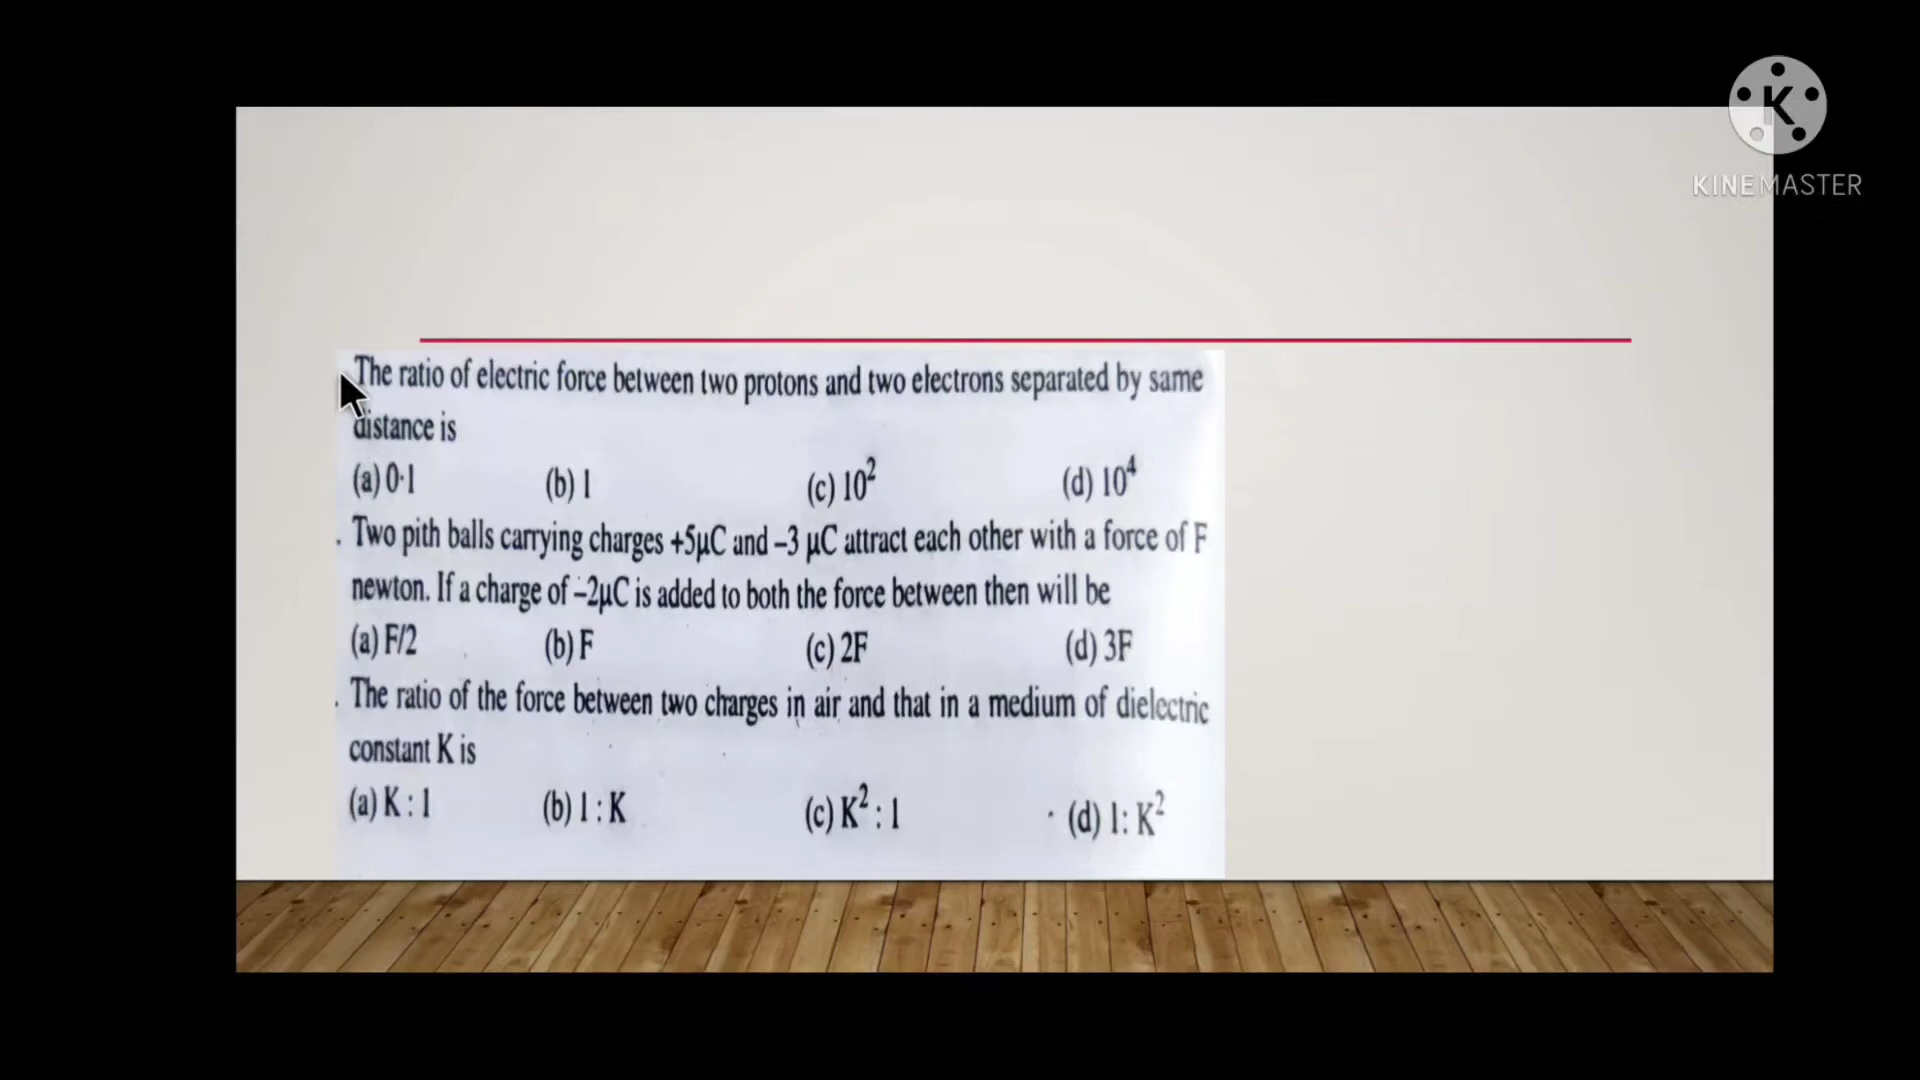 K
KINEMASTER
The ratio of electric force between two protons and two electrons separated by same
distance is
(a) 0·1 (b) 1 (c) 10² (d) 10⁴
. Two pith balls carrying charges +5μC and –3 μC attract each other with a force of F
newton. If a charge of –2μC is added to both the force between then will be
(a) F/2 (b) F (c) 2F (d) 3F
. The ratio of the force between two charges in air and that in a medium of dielectric
constant K is
(a) K : 1 (b) 1 : K (c) K² : 1 (d) 1: K²